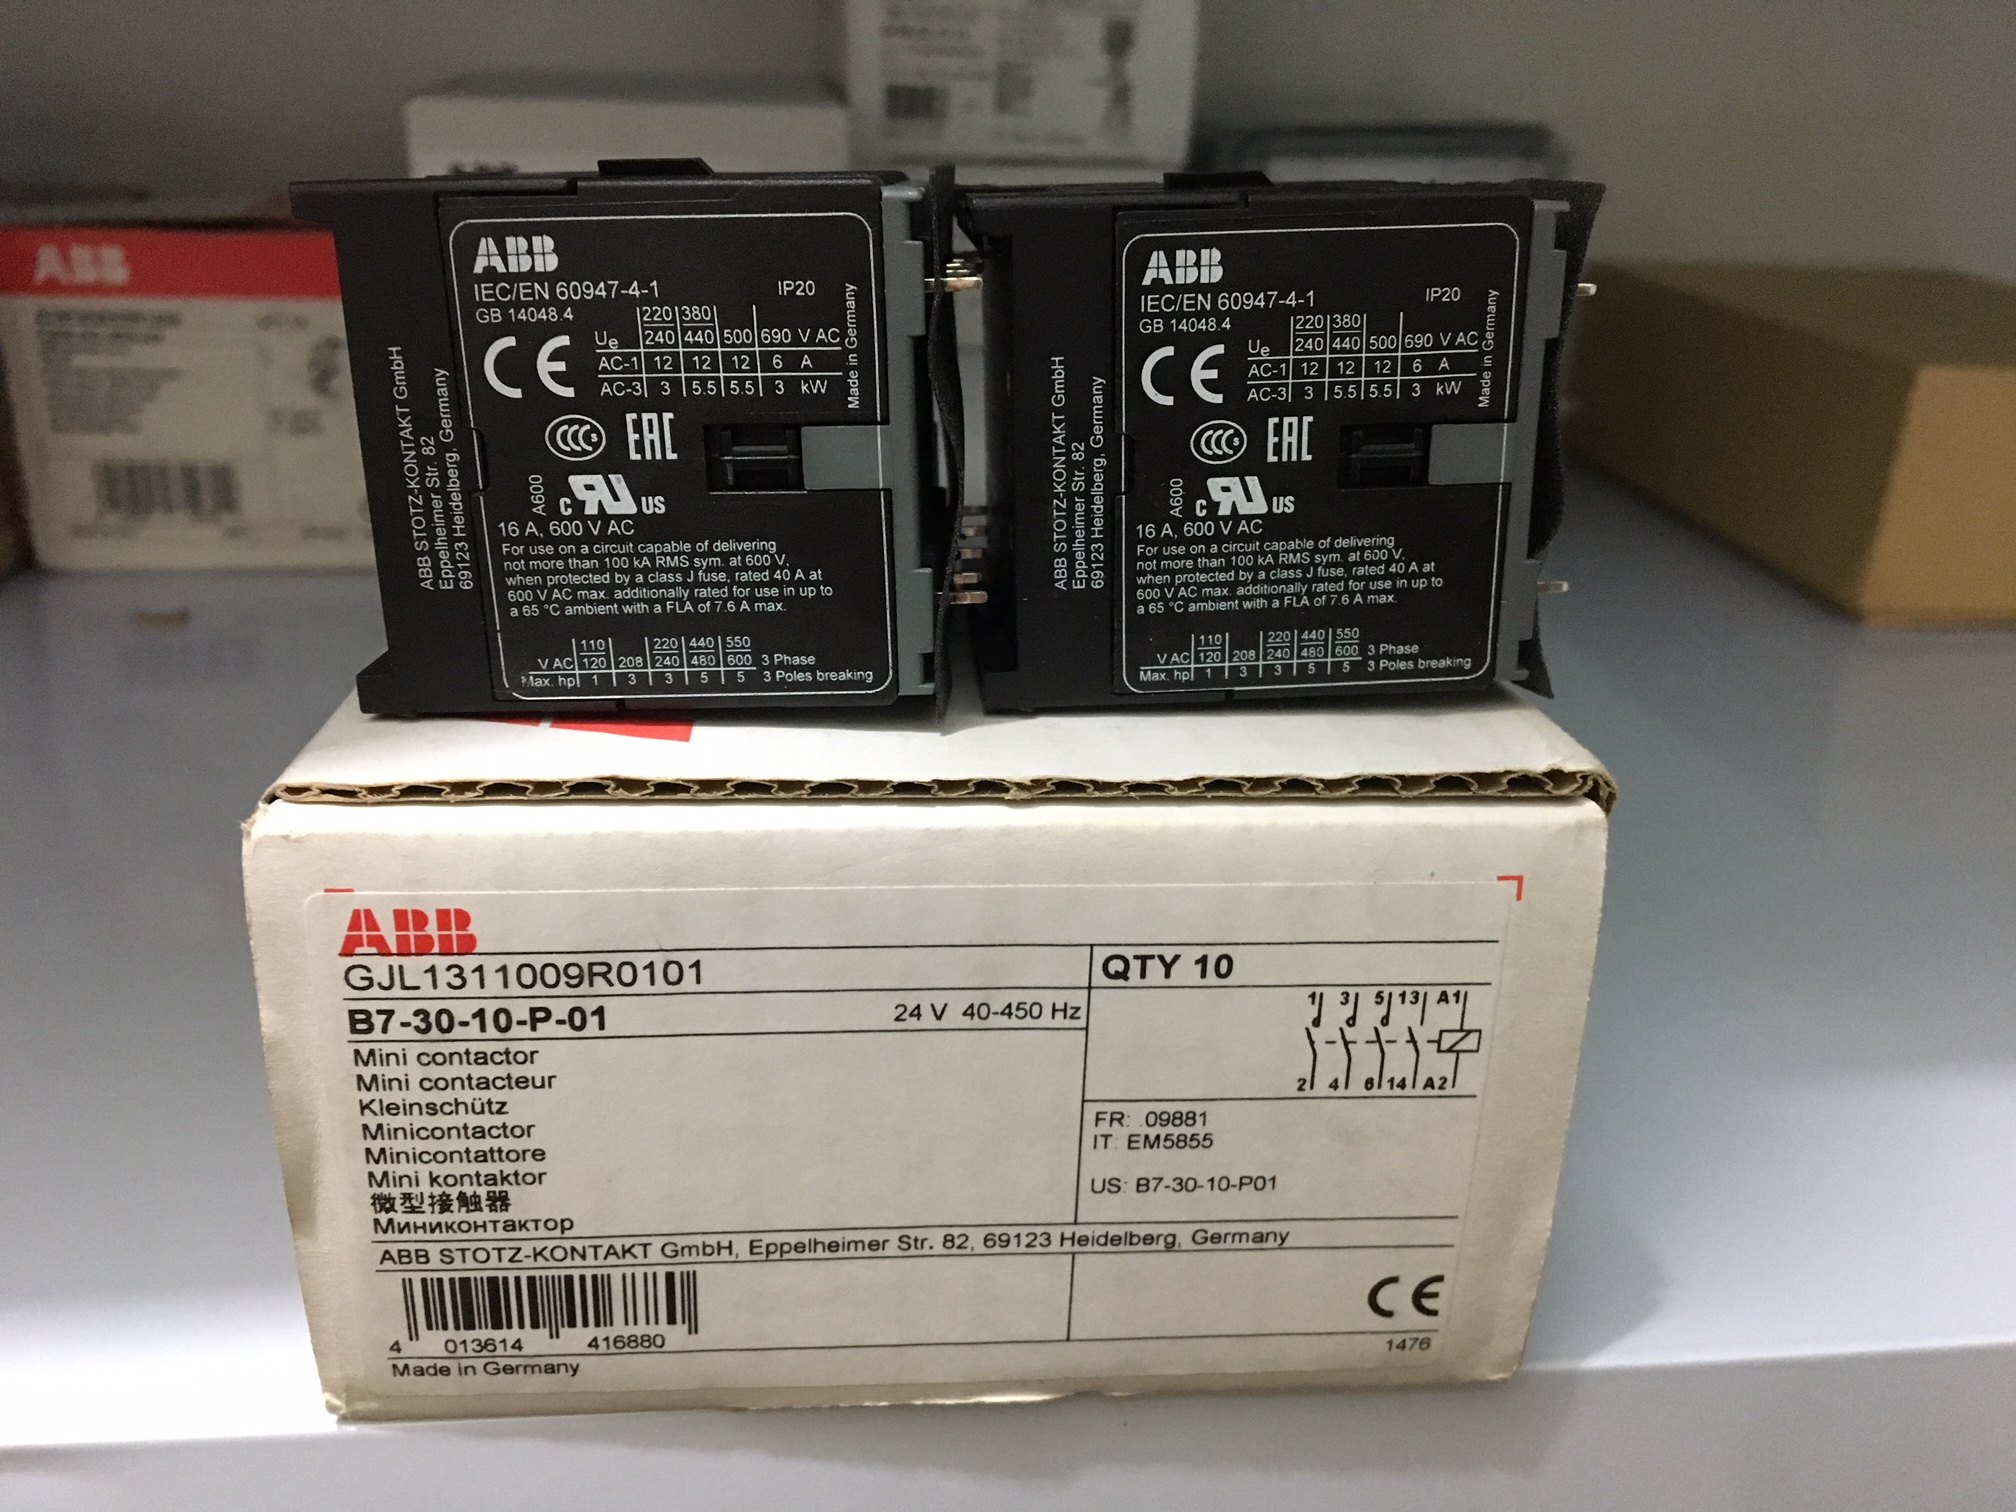 ABB
ABB
IEC/EN 60947-4-1
IP20
GB 14048.4
220 380
Ue 240 440 500 690 V AC
AC-1 12 12 12 6 A
AC-3 3 5.5 5.5 3 kW
Made in Germany
CE
CCC S
EAC
A600
c RU US
16 A, 600 V AC
For use on a circuit capable of delivering
not more than 100 kA RMS sym. at 600 V,
when protected by a class J fuse, rated 40 A at
600 V AC max. additionally rated for use in up to
a 65 °C ambient with a FLA of 7.6 A max.
110 220 440 550
V AC 120 208 240 480 600 3 Phase
Max. hp 1 3 3 5 5 3 Poles breaking
ABB STOTZ-KONTAKT GmbH
Eppelheimer Str. 82
69123 Heidelberg, Germany
ABB
IEC/EN 60947-4-1
IP20
GB 14048.4
220 380
Ue 240 440 500 690 V AC
AC-1 12 12 12 6 A
AC-3 3 5.5 5.5 3 kW
Made in Germany
CE
CCC S
EAC
A600
c RU US
16 A, 600 V AC
For use on a circuit capable of delivering
not more than 100 kA RMS sym. at 600 V,
when protected by a class J fuse, rated 40 A at
600 V AC max. additionally rated for use in up to
a 65 °C ambient with a FLA of 7.6 A max.
110 220 440 550
V AC 120 208 240 480 600 3 Phase
Max. hp 1 3 3 5 5 3 Poles breaking
ABB STOTZ-KONTAKT GmbH
Eppelheimer Str. 82
69123 Heidelberg, Germany
ABB
GJL1311009R0101
QTY 10
B7-30-10-P-01
24 V 40-450 Hz
1 3 5 13 A1
2 4 6 14 A2
Mini contactor
Mini contacteur
Kleinschütz
Minicontactor
Minicontattore
Mini kontaktor
微型接触器
Миниконтактор
FR: .09881
IT: EM5855
US: B7-30-10-P01
ABB STOTZ-KONTAKT GmbH, Eppelheimer Str. 82, 69123 Heidelberg, Germany
CE
4 013614 416880
1476
Made in Germany